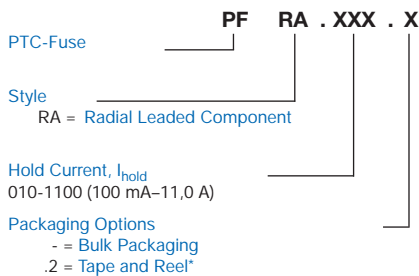 PF RA . XXX . X
PTC-Fuse
Style
RA = Radial Leaded Component
Hold Current, Ihold
010-1100 (100 mA–11,0 A)
Packaging Options
- = Bulk Packaging
.2 = Tape and Reel*